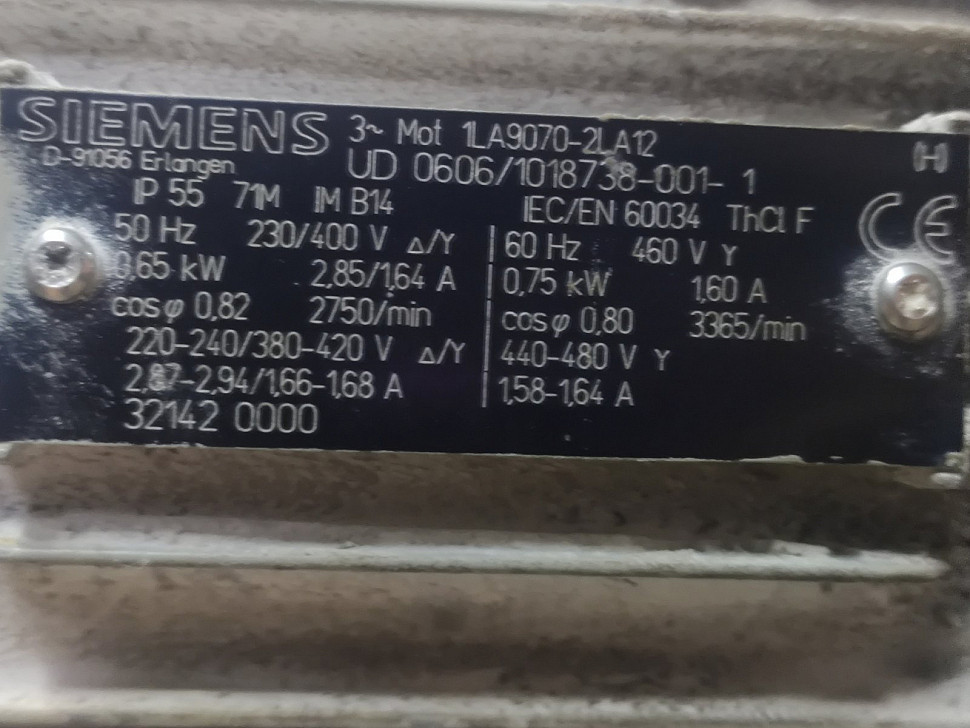 SIEMENS 3~ Mot 1LA9070-2LA12 (H)
D-91056 Erlangen UD 0606/1018738-001- 1
IP 55 71M IM B14 IEC/EN 60034 ThCl F CE
50 Hz 230/400 V Δ/Y 60 Hz 460 V Y
0,65 kW 2,85/1,64 A 0,75 kW 1,60 A
cosφ 0,82 2750/min cosφ 0,80 3365/min
220-240/380-420 V Δ/Y 440-480 V Y
2,87-2,94/1,66-1,68 A 1,58-1,64 A
32142 0000